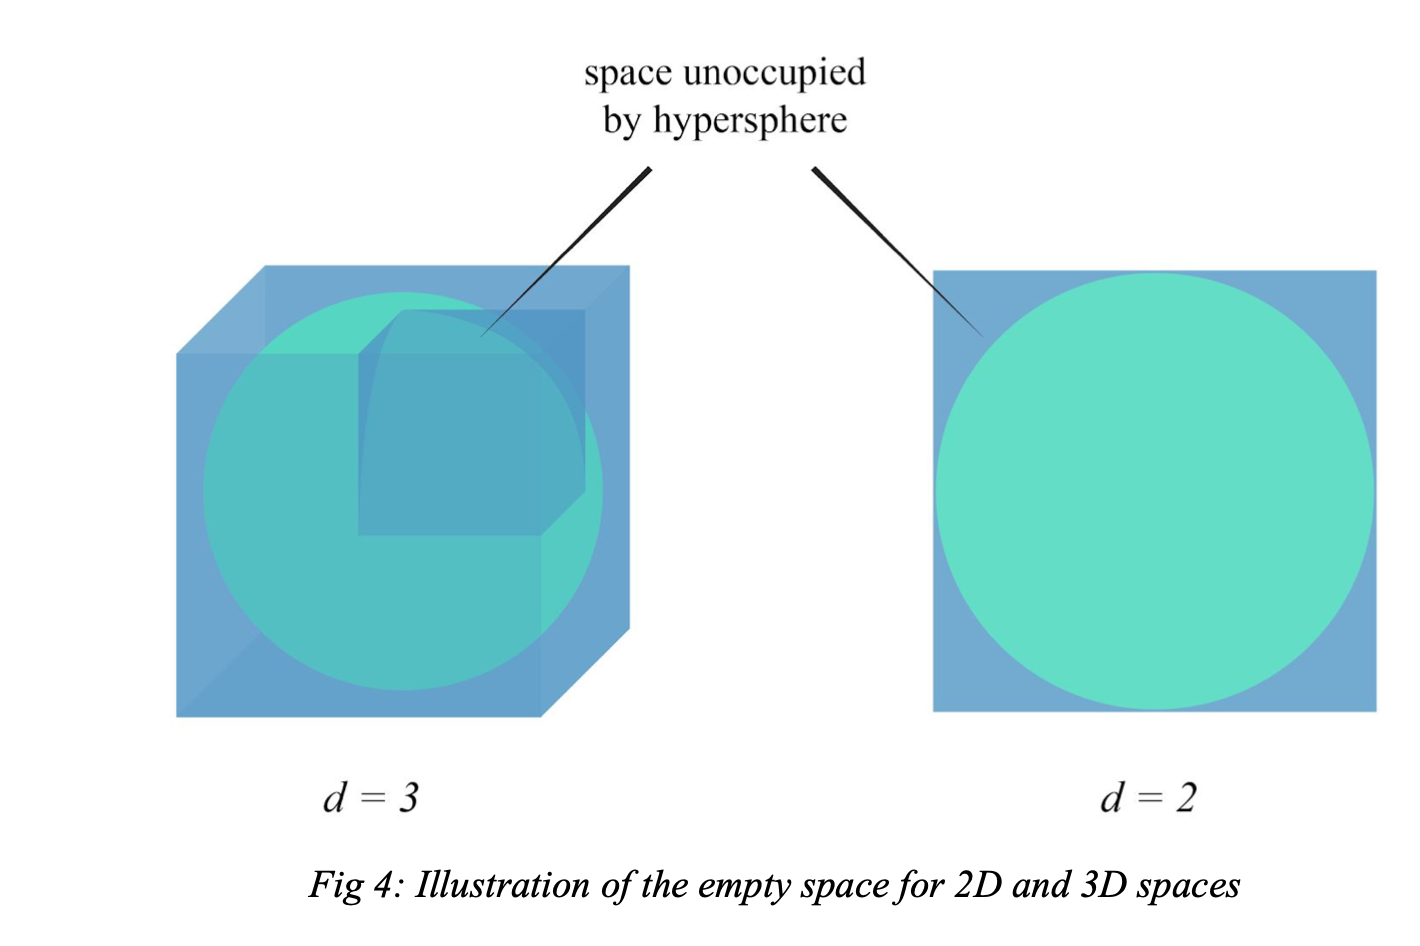 space unoccupied
by hypersphere
d = 3
d = 2
Fig 4: Illustration of the empty space for 2D and 3D spaces